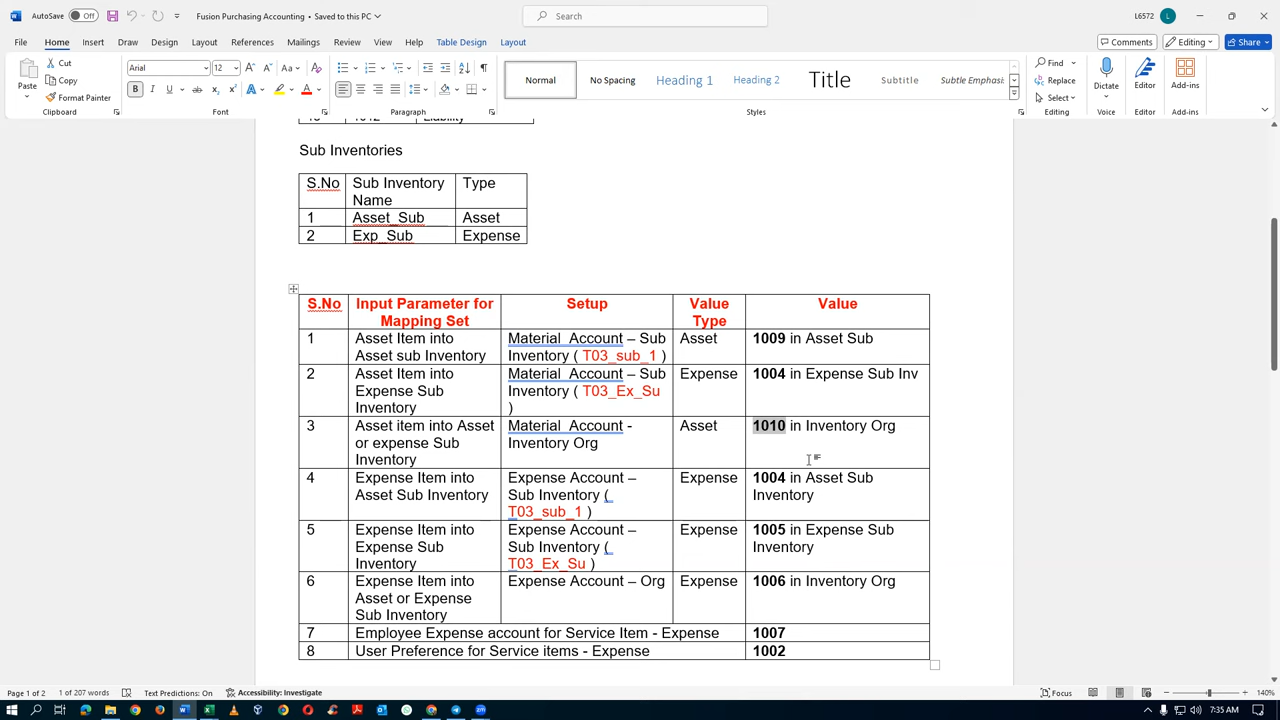 AutoSave Off Fusion Purchasing Accounting • Saved to this PC Search L6572 L
File Home Insert Draw Design Layout References Mailings Review View Help Table Design Layout Comments Editing Share
Cut Copy Format Painter Paste Clipboard
Arial 12 Aa B I U ab x₂ x² A Font
Paragraph
Normal No Spacing Heading 1 Heading 2 Title Subtitle Subtle Emphasis Styles
Find Replace Select Editing
Dictate Voice Editor Editor Add-ins Add-ins
Liability
Sub Inventories
S.No Sub Inventory Type
Name
1 Asset_Sub Asset
2 Exp_Sub Expense
S.No Input Parameter for Setup Value Value
Mapping Set Type
1 Asset Item into Material Account – Sub Asset 1009 in Asset Sub
Asset sub Inventory Inventory ( T03_sub_1 )
2 Asset Item into Material Account – Sub Expense 1004 in Expense Sub Inv
Expense Sub Inventory ( T03_Ex_Su
Inventory )
3 Asset item into Asset Material Account - Asset 1010 in Inventory Org
or expense Sub Inventory Org
Inventory
4 Expense Item into Expense Account – Expense 1004 in Asset Sub
Asset Sub Inventory Sub Inventory ( Inventory
T03_sub_1 )
5 Expense Item into Expense Account – Expense 1005 in Expense Sub
Expense Sub Sub Inventory ( Inventory
Inventory T03_Ex_Su )
6 Expense Item into Expense Account – Org Expense 1006 in Inventory Org
Asset or Expense
Sub Inventory
7 Employee Expense account for Service Item - Expense 1007
8 User Preference for Service items - Expense 1002
Page 1 of 2 1 of 207 words Text Predictions: On Accessibility: Investigate Focus 140%
7:35 AM